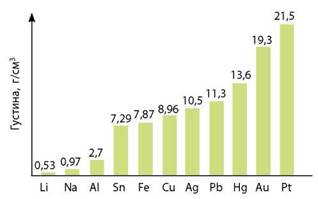 Густина, г/см³
0,53 0,97 2,7 7,29 7,87 8,96 10,5 11,3 13,6 19,3 21,5
Li Na Al Sn Fe Cu Ag Pb Hg Au Pt